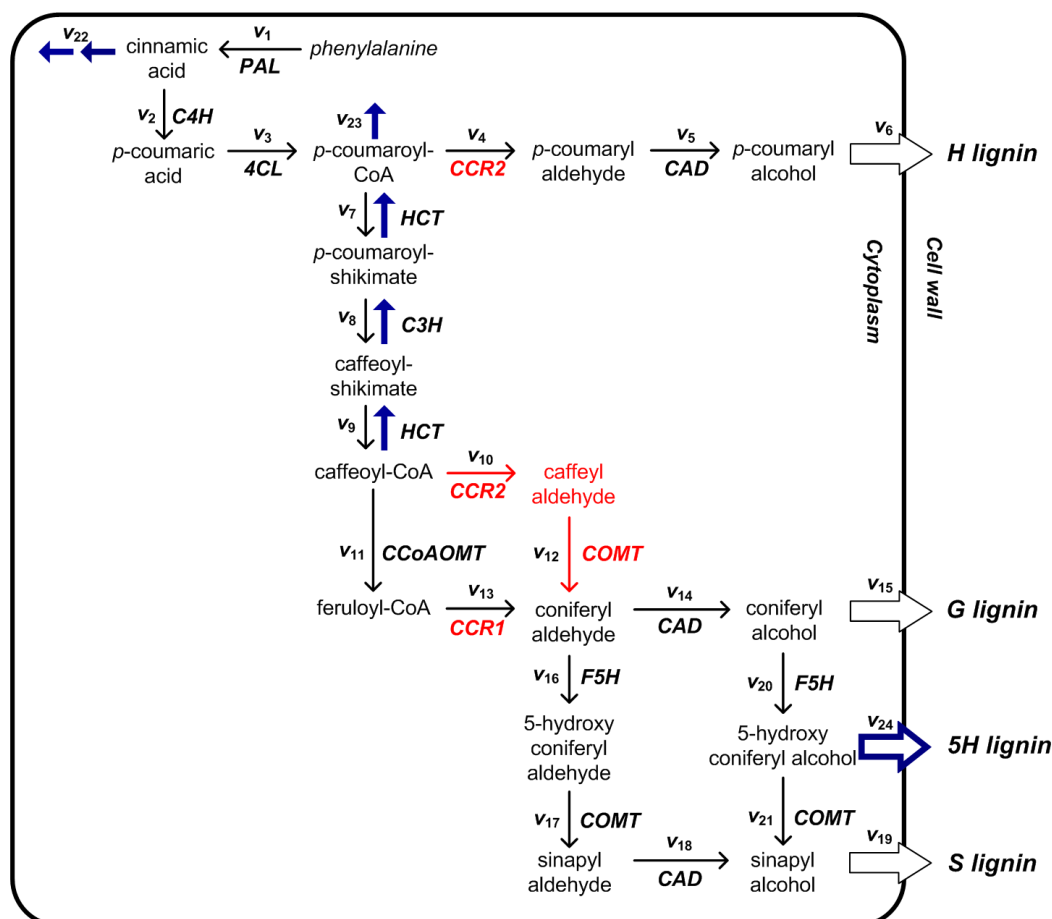 v22 cinnamic acid v1 PAL phenylalanine
v2 C4H
p-coumaric acid v3 4CL v23 p-coumaroyl-CoA v4 CCR2 p-coumaryl aldehyde v5 CAD p-coumaryl alcohol v6 H lignin
v7 HCT
p-coumaroyl-
shikimate
Cytoplasm
Cell wall
v8 C3H
caffeoyl-
shikimate
v9 HCT
caffeoyl-CoA v10 CCR2 caffeyl aldehyde
v11 CCoAOMT v12 COMT
feruloyl-CoA v13 CCR1 coniferyl aldehyde v14 CAD coniferyl alcohol v15 G lignin
v16 F5H v20 F5H
5-hydroxy
coniferyl
aldehyde
5-hydroxy
coniferyl alcohol
v24 5H lignin
v17 COMT v21 COMT
sinapyl aldehyde v18 CAD sinapyl alcohol v19 S lignin